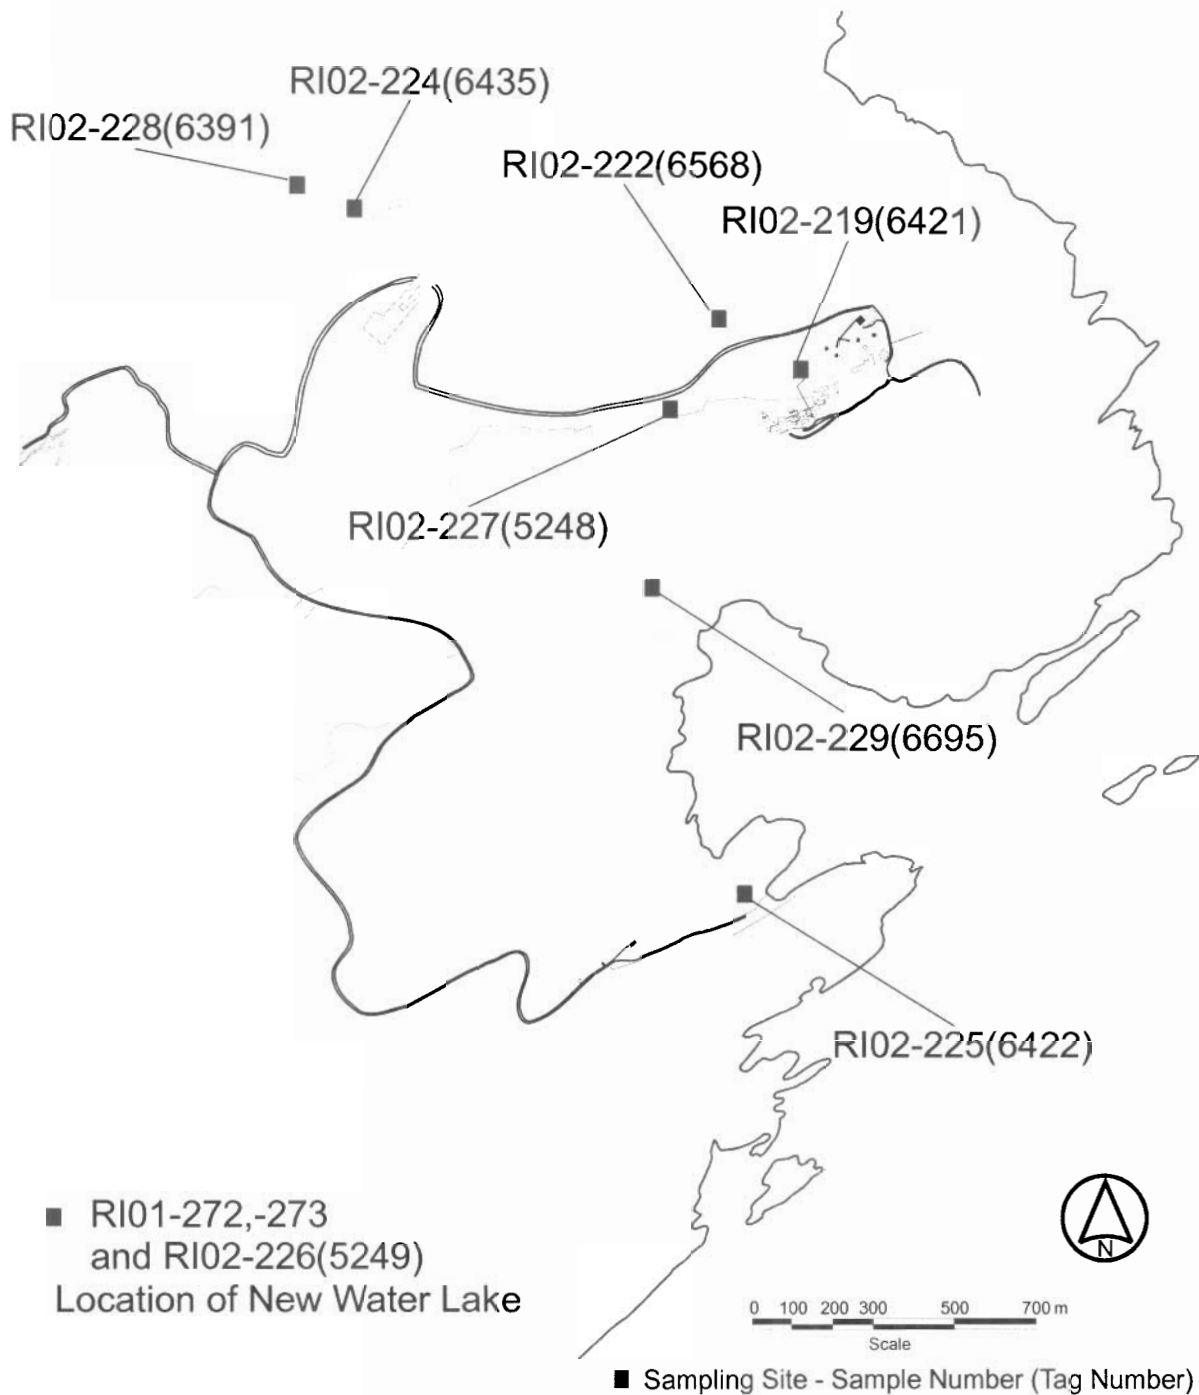 RI02-224(6435)
RI02-228(6391)
RI02-222(6568)
RI02-219(6421)
RI02-227(5248)
RI02-229(6695)
RI02-225(6422)
RI01-272,-273
and RI02-226(5249)
Location of New Water Lake
N
0 100 200 300 500 700 m
Scale
Sampling Site - Sample Number (Tag Number)